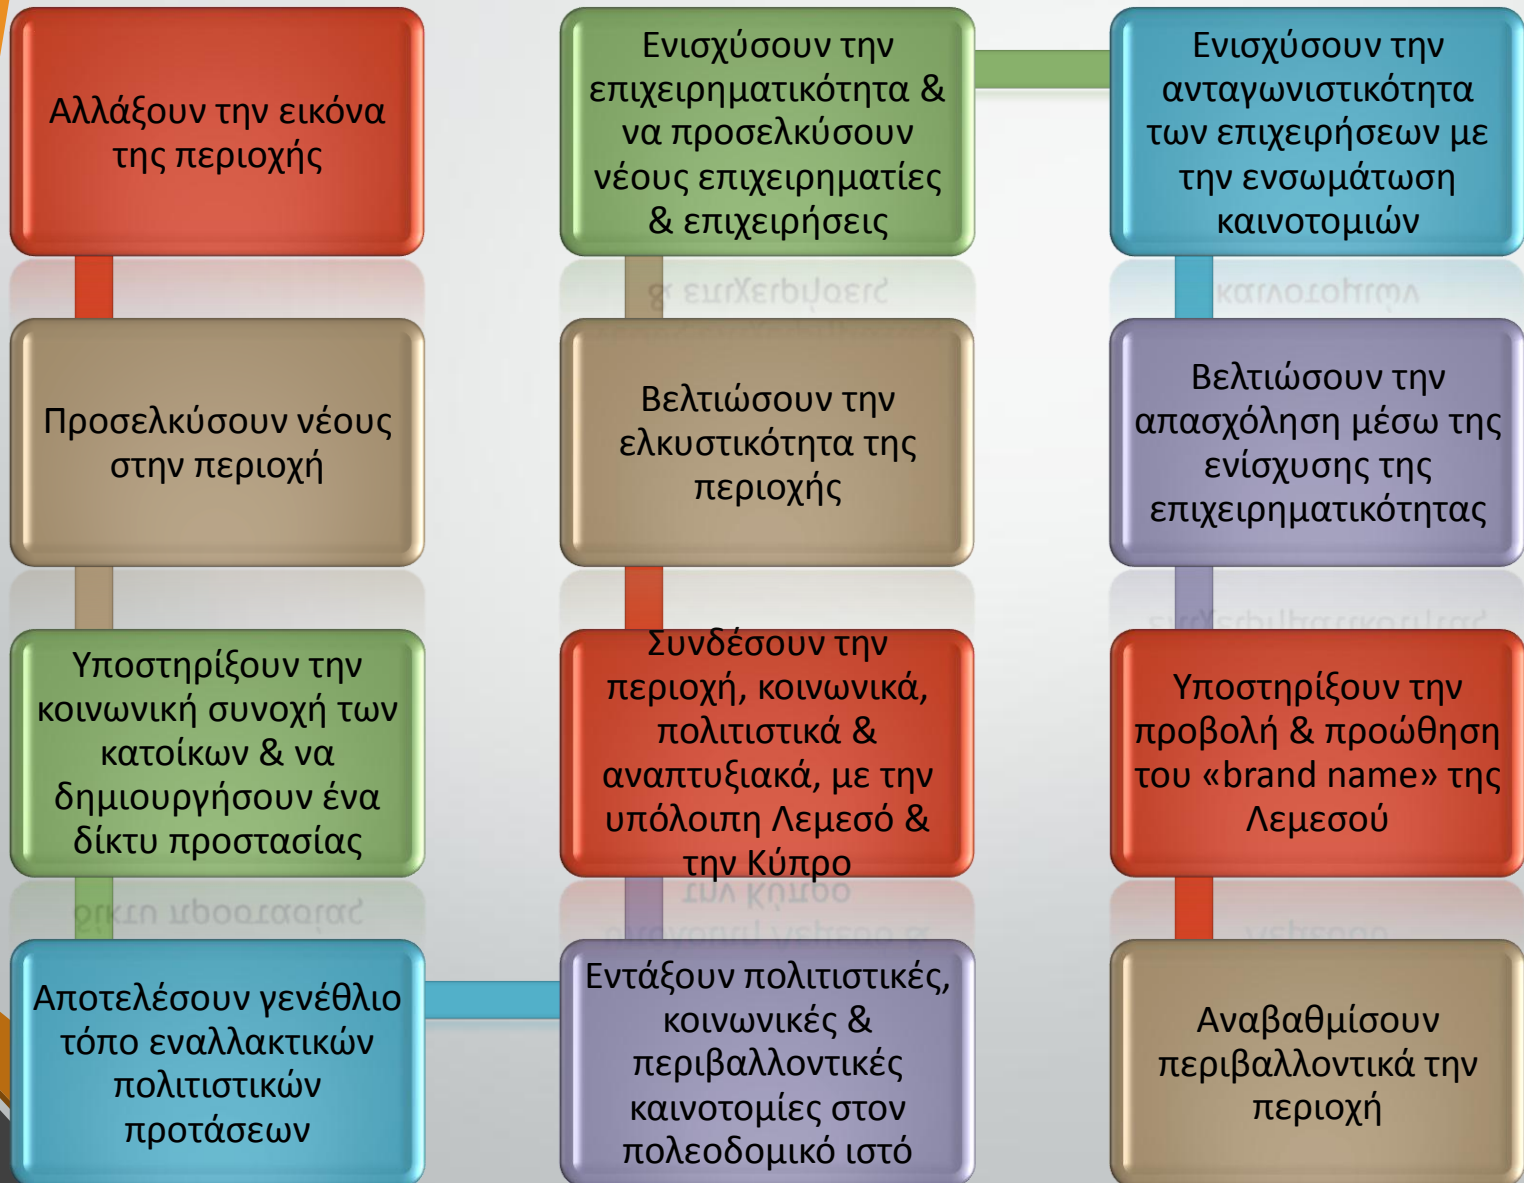 Αλλάξουν την εικόνα
της περιοχής
Προσελκύσουν νέους
στην περιοχή
Υποστηρίξουν την
κοινωνική συνοχή των
κατοίκων & να
δημιουργήσουν ένα
δίκτυ προστασίας
Αποτελέσουν γενέθλιο
τόπο εναλλακτικών
πολιτιστικών
προτάσεων
Εντάξουν πολιτιστικές,
κοινωνικές &
περιβαλλοντικές
καινοτομίες στον
πολεοδομικό ιστό
Συνδέσουν την
περιοχή, κοινωνικά,
πολιτιστικά &
αναπτυξιακά, με την
υπόλοιπη Λεμεσό &
την Κύπρο
Βελτιώσουν την
ελκυστικότητα της
περιοχής
Ενισχύσουν την
επιχειρηματικότητα &
να προσελκύσουν
νέους επιχειρηματίες
& επιχειρήσεις
Ενισχύσουν την
ανταγωνιστικότητα
των επιχειρήσεων με
την ενσωμάτωση
καινοτομιών
Βελτιώσουν την
απασχόληση μέσω της
ενίσχυσης της
επιχειρηματικότητας
Υποστηρίξουν την
προβολή & προώθηση
του «brand name» της
Λεμεσού
Αναβαθμίσουν
περιβαλλοντικά την
περιοχή